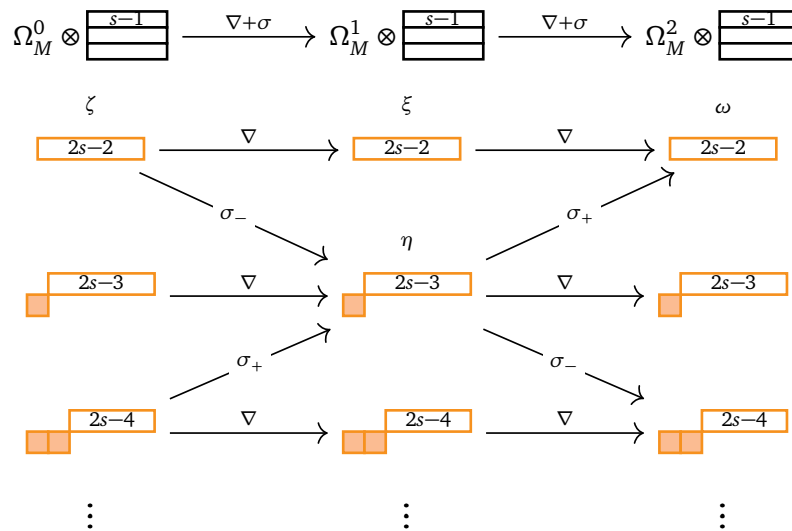 Ω⁰_M ⊗ s−1 ∇+σ Ω¹_M ⊗ s−1 ∇+σ Ω²_M ⊗ s−1
ζ ξ ω
2s−2 ∇ 2s−2 ∇ 2s−2
σ₋ σ₊
η
2s−3 ∇ 2s−3 ∇ 2s−3
σ₊ σ₋
2s−4 ∇ 2s−4 ∇ 2s−4
⋮ ⋮ ⋮